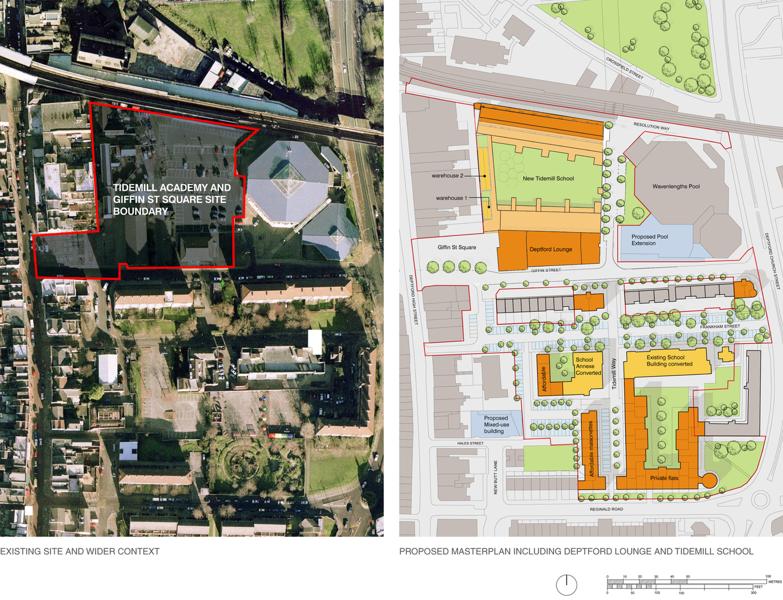 TIDEMILL ACADEMY AND
GIFFIN ST SQUARE SITE
BOUNDARY
EXISTING SITE AND WIDER CONTEXT
CROSSFIELD STREET
RESOLUTION WAY
warehouse 2
warehouse 1
New Tidemill School
Wavelengths Pool
Proposed Pool
Extension
Giffin St Square
Deptford Lounge
GIFFIN STREET
DEPTFORD HIGH STREET
DEPTFORD CHURCH STREET
FRANKHAM STREET
Affordable
School
Annexe
Converted
Tidemill Way
Existing School
Building converted
Proposed
Mixed-use
building
HALES STREET
NEW BUTT LANE
Affordable maisonettes
Private flats
REGINALD ROAD
PROPOSED MASTERPLAN INCLUDING DEPTFORD LOUNGE AND TIDEMILL SCHOOL
METRES
FEET